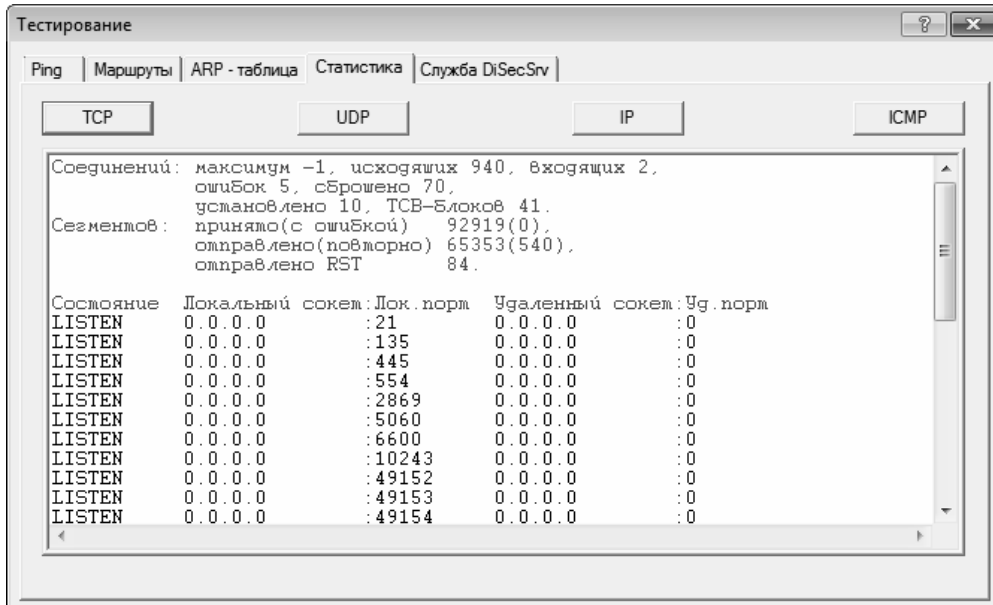 Тестирование
Ping Маршруты ARP - таблица Статистика Служба DiSecSrv
TCP UDP IP ICMP
Соединений: максимум -1, исходящих 940, входящих 2,
ошибок 5, сброшено 70,
установлено 10, TCB-блоков 41.
Сегментов: принято(с ошибкой) 92919(0),
отправлено(повторно) 65353(540),
отправлено RST 84.
Состояние Локальный сокет:Лок.порт Удаленный сокет:Уд.порт
LISTEN 0.0.0.0 :21 0.0.0.0 :0
LISTEN 0.0.0.0 :135 0.0.0.0 :0
LISTEN 0.0.0.0 :445 0.0.0.0 :0
LISTEN 0.0.0.0 :554 0.0.0.0 :0
LISTEN 0.0.0.0 :2869 0.0.0.0 :0
LISTEN 0.0.0.0 :5060 0.0.0.0 :0
LISTEN 0.0.0.0 :6600 0.0.0.0 :0
LISTEN 0.0.0.0 :10243 0.0.0.0 :0
LISTEN 0.0.0.0 :49152 0.0.0.0 :0
LISTEN 0.0.0.0 :49153 0.0.0.0 :0
LISTEN 0.0.0.0 :49154 0.0.0.0 :0